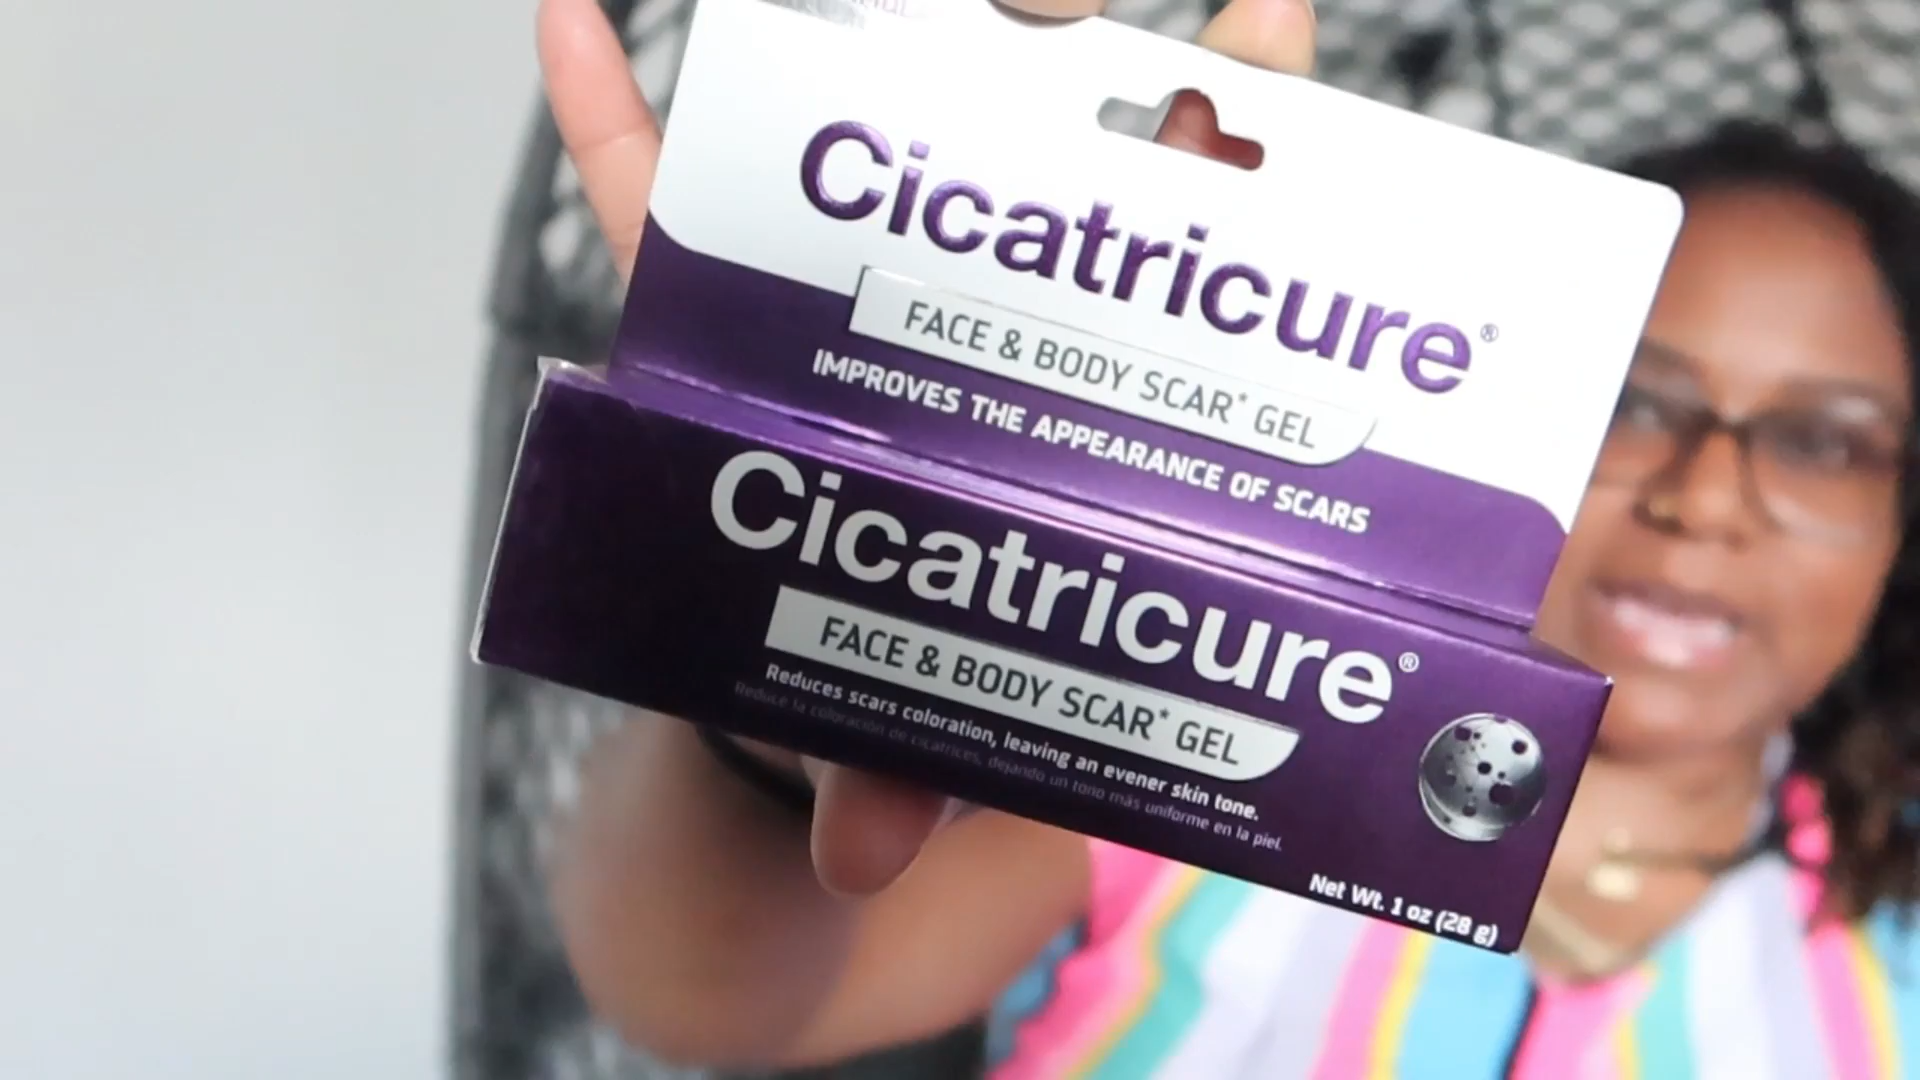 Cicatricure®
FACE & BODY SCAR* GEL
IMPROVES THE APPEARANCE OF SCARS
Cicatricure®
FACE & BODY SCAR* GEL
Reduces scars coloration, leaving an evener skin tone.
Reduce la coloración de cicatrices, dejando un tono más uniforme en la piel.
Net Wt. 1 oz (28 g)